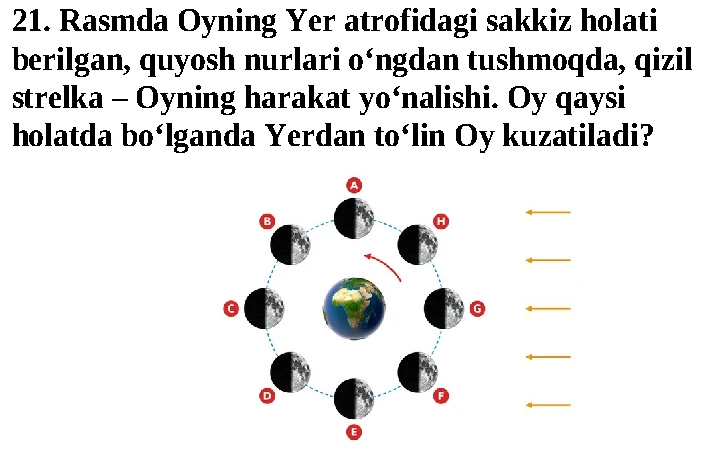 21. Rasmda Oyning Yer atrofidagi sakkiz holati
berilgan, quyosh nurlari o‘ngdan tushmoqda, qizil
strelka – Oyning harakat yo‘nalishi. Oy qaysi
holatda bo‘lganda Yerdan to‘lin Oy kuzatiladi?
A
B
H
C
G
D
F
E